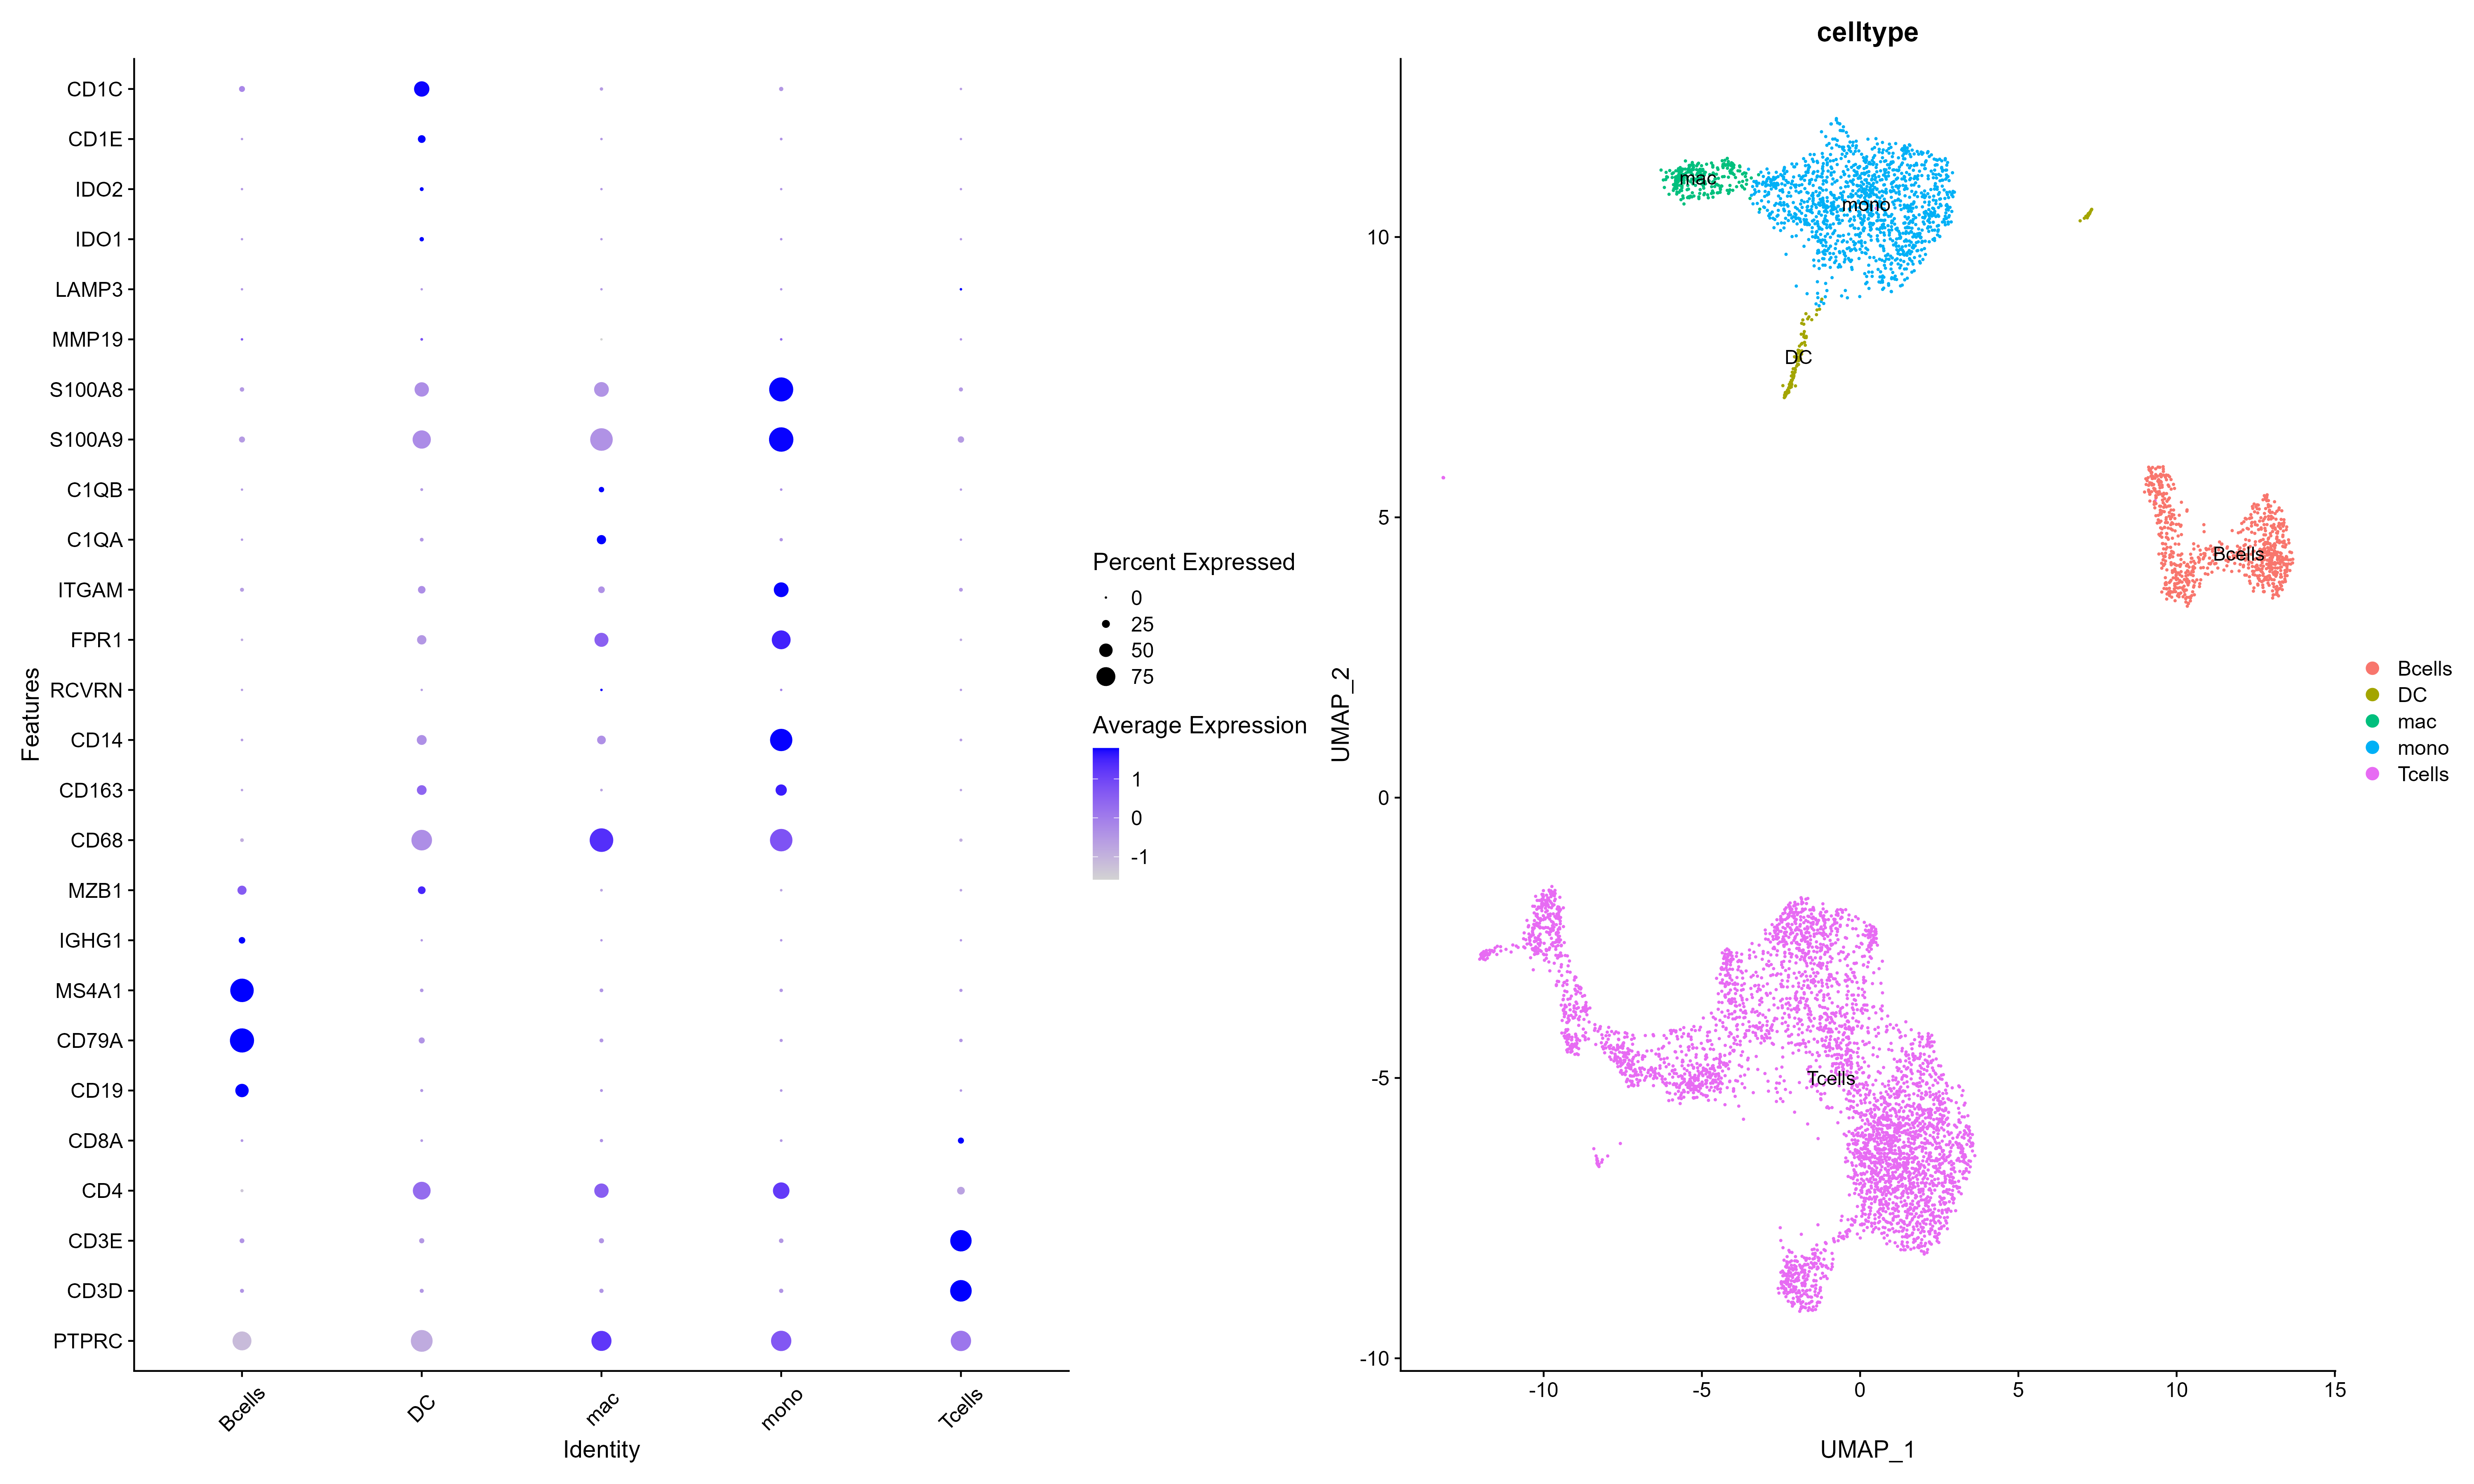 CD1C
CD1E
IDO2
IDO1
LAMP3
MMP19
S100A8
S100A9
C1QB
C1QA
ITGAM
FPR1
RCVRN
CD14
CD163
CD68
MZB1
IGHG1
MS4A1
CD79A
CD19
CD8A
CD4
CD3E
CD3D
PTPRC
Features
Bcells
DC
mac
mono
Tcells
Identity
Percent Expressed
0
25
50
75
Average Expression
1
0
-1
celltype
mac
mono
DC
Bcells
Tcells
10
5
0
-5
-10
UMAP_2
-10
-5
0
5
10
15
UMAP_1
Bcells
DC
mac
mono
Tcells